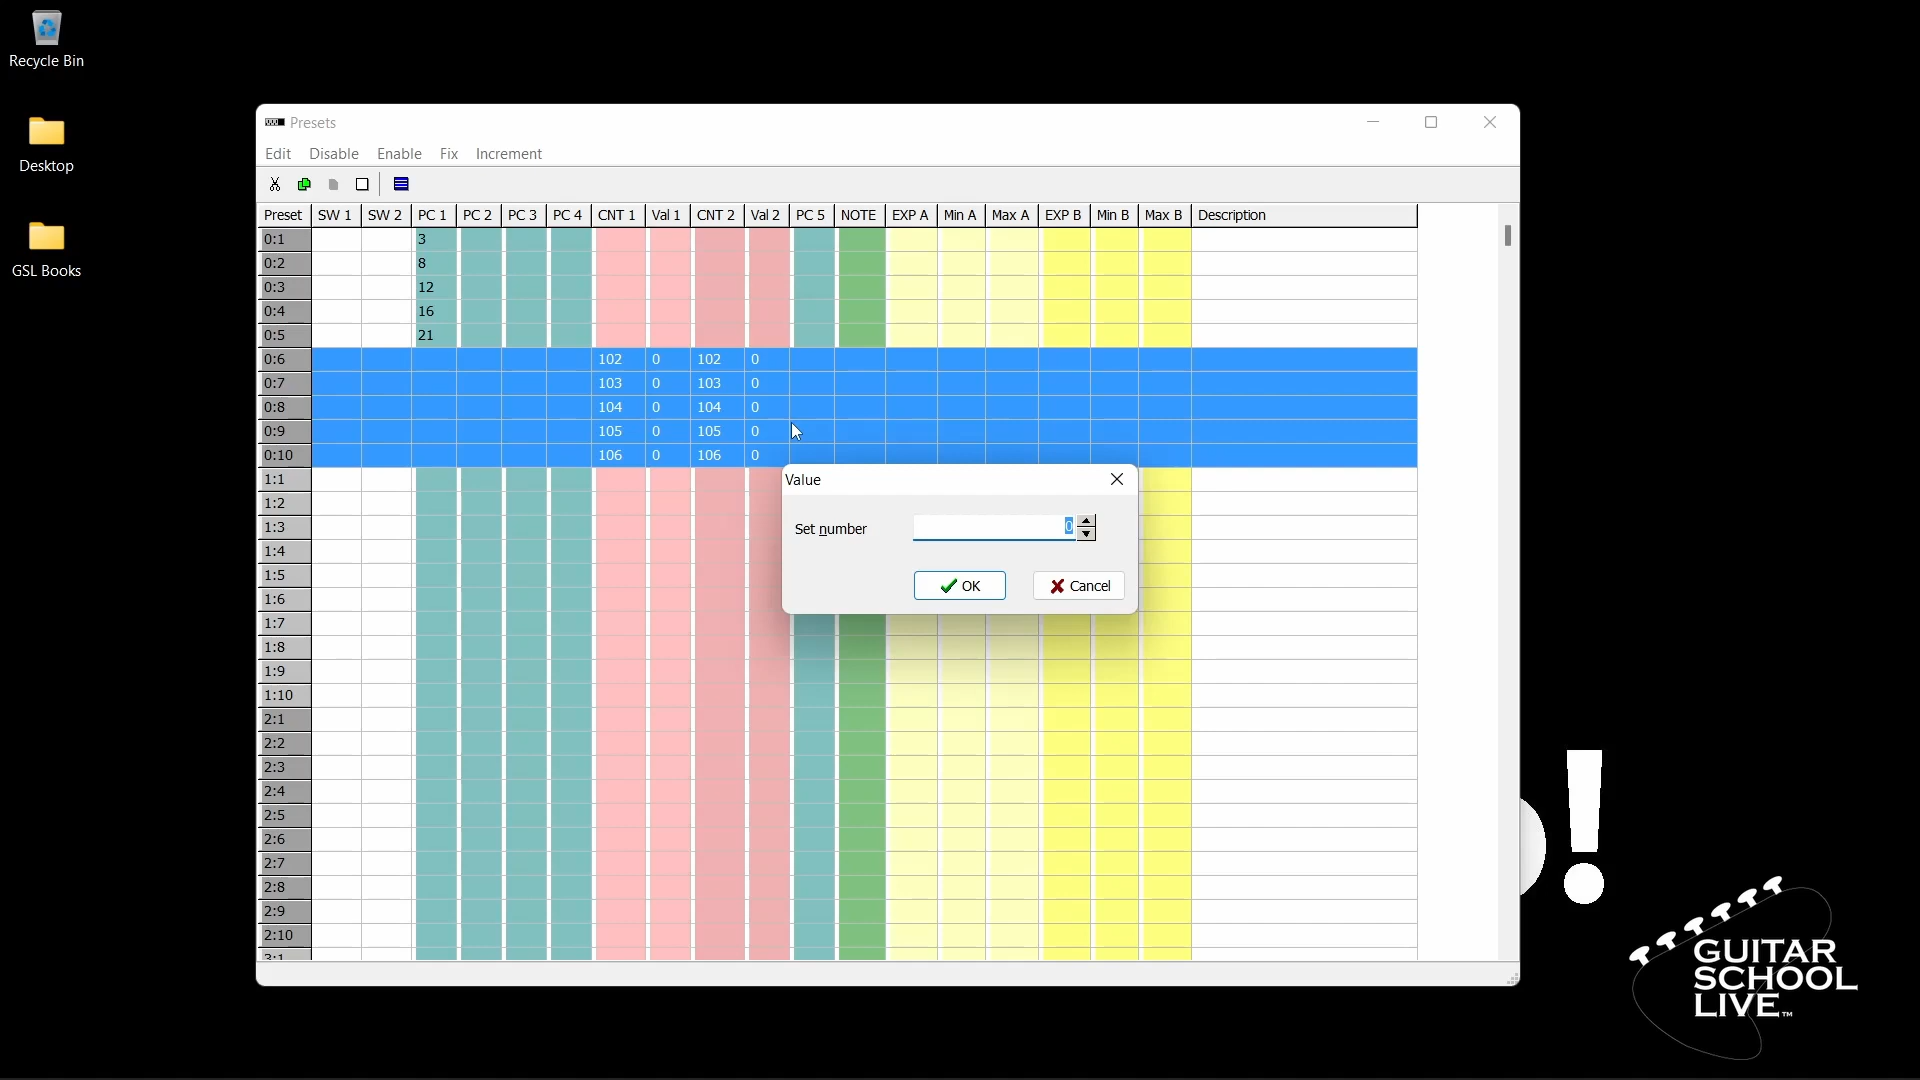 Recycle Bin
Desktop
GSL Books
Presets
Edit Disable Enable Fix Increment
Preset SW 1 SW 2 PC 1 PC 2 PC 3 PC 4 CNT 1 Val 1 CNT 2 Val 2 PC 5 NOTE EXP A Min A Max A EXP B Min B Max B Description
0:1 3
0:2 8
0:3 12
0:4 16
0:5 21
0:6 102 0 102 0
0:7 103 0 103 0
0:8 104 0 104 0
0:9 105 0 105 0
0:10 106 0 106 0
1:1
1:2
1:3
1:4
1:5
1:6
1:7
1:8
1:9
1:10
2:1
2:2
2:3
2:4
2:5
2:6
2:7
2:8
2:9
2:10
3:1
Value
Set number 0
OK Cancel
!
GUITAR
SCHOOL
LIVE™